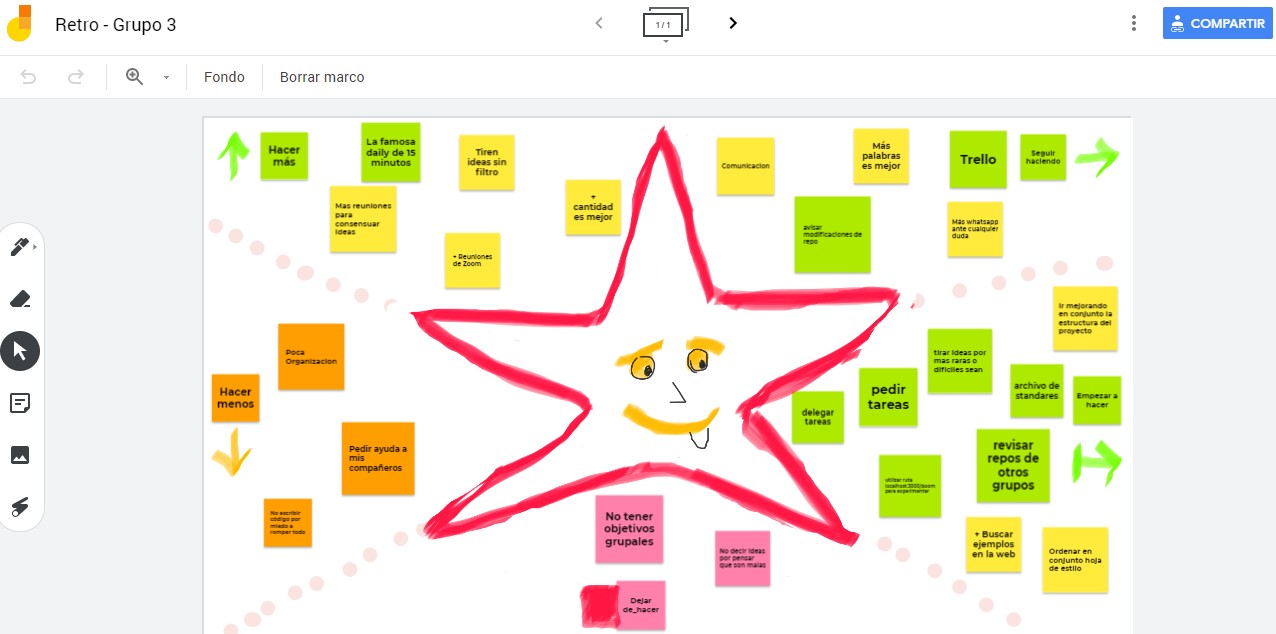 Retro - Grupo 3
1 / 1
COMPARTIR
Fondo
Borrar marco
Hacer
más
La famosa
daily de 15
minutos
Tiren
ideas sin
filtro
Mas reuniones
para
consensuar
ideas
+ Reuniones
de Zoom
+
cantidad
es mejor
Comunicacion
Más
palabras
es mejor
Trello
Seguir
haciendo
avisar
modificaciones de
repo
Más whatsapp
ante cualquier
duda
Poca
Organizacion
Hacer
menos
Pedir ayuda a
mis
compañeros
No escribir
código por
miedo a
romper todo
Ir mejorando
en conjunto la
estructura del
proyecto
tirar ideas por
mas raras o
dificiles sean
pedir
tareas
delegar
tareas
archivo de
standares
Empezar a
hacer
revisar
repos de
otros
grupos
utilizar ruta
localhost:3000/boom
para experimentar
+ Buscar
ejemplos
en la web
Ordenar en
conjunto hoja
de estilo
No tener
objetivos
grupales
No decir ideas
por pensar
que son malas
Dejar
de_hacer